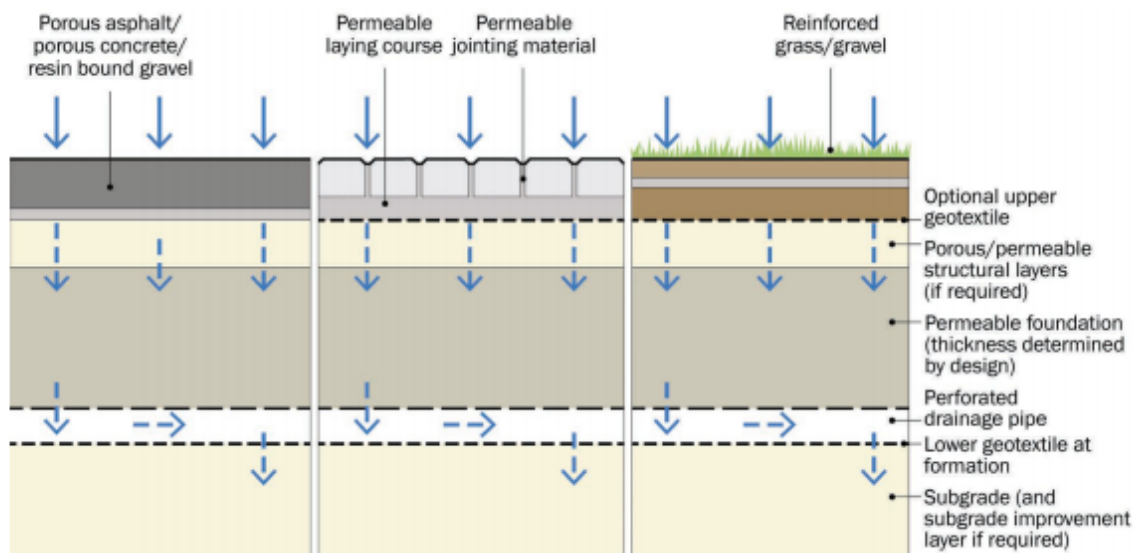 Porous asphalt/
porous concrete/
resin bound gravel
Permeable
laying course
Permeable
jointing material
Reinforced
grass/gravel
Optional upper
geotextile
Porous/permeable
structural layers
(if required)
Permeable foundation
(thickness determined
by design)
Perforated
drainage pipe
Lower geotextile at
formation
Subgrade (and
subgrade improvement
layer if required)